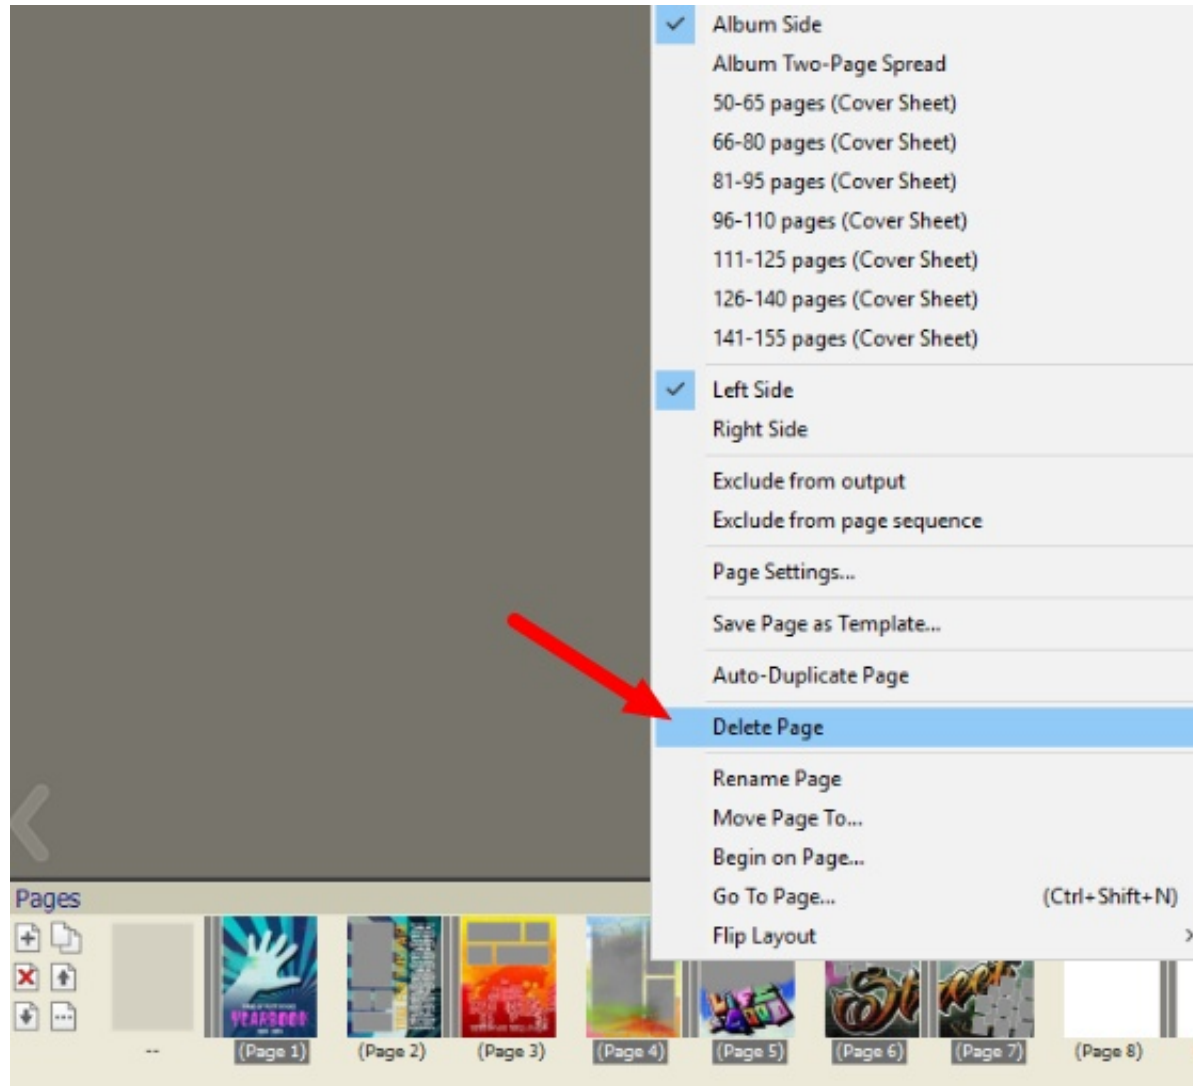 Album Side
Album Two-Page Spread
50-65 pages (Cover Sheet)
66-80 pages (Cover Sheet)
81-95 pages (Cover Sheet)
96-110 pages (Cover Sheet)
111-125 pages (Cover Sheet)
126-140 pages (Cover Sheet)
141-155 pages (Cover Sheet)
Left Side
Right Side
Exclude from output
Exclude from page sequence
Page Settings...
Save Page as Template...
Auto-Duplicate Page
Delete Page
Rename Page
Move Page To...
Begin on Page...
Go To Page... (Ctrl+Shift+N)
Flip Layout
Pages
YEARBOOK
LIFE
GOOD
Street
-- (Page 1) (Page 2) (Page 3) (Page 4) (Page 5) (Page 6) (Page 7) (Page 8)